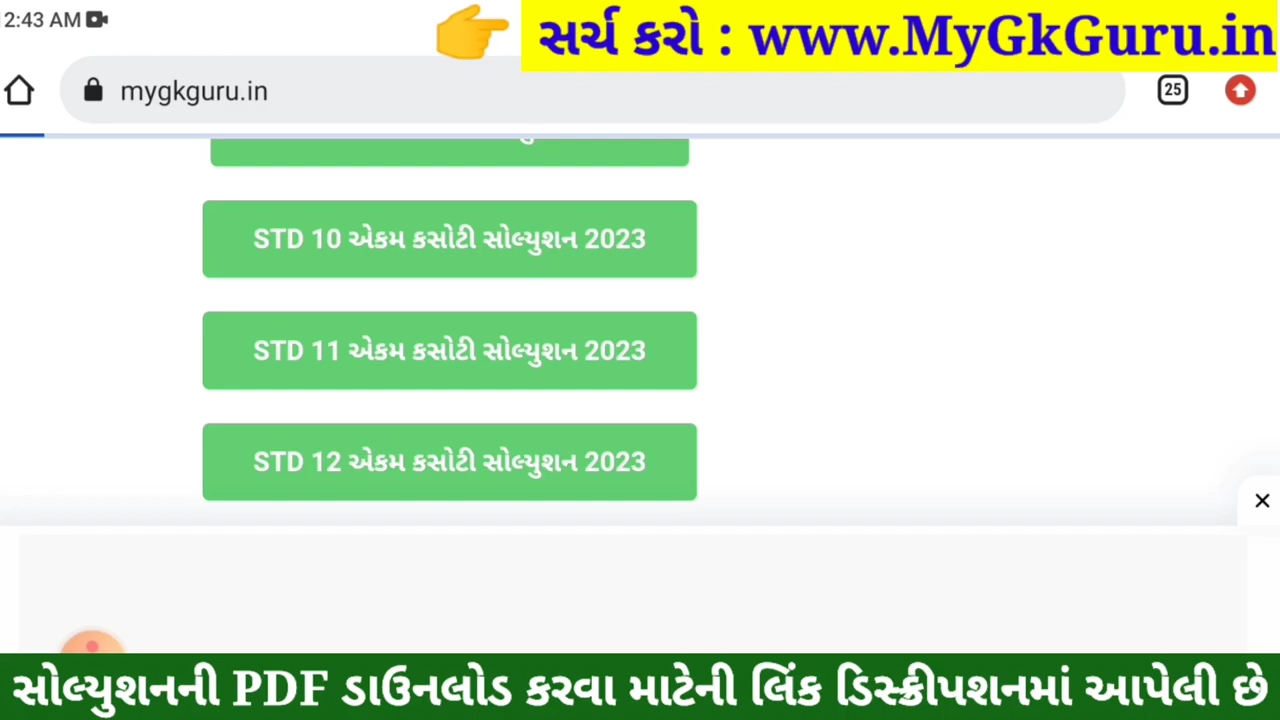 2:43 AM
સર્ચ કરો : www.MyGkGuru.in
mygkguru.in
25
STD 10 એકમ કસોટી સોલ્યુશન 2023
STD 11 એકમ કસોટી સોલ્યુશન 2023
STD 12 એકમ કસોટી સોલ્યુશન 2023
સોલ્યુશનની PDF ડાઉનલોડ કરવા માટેની લિંક ડિસ્ક્રીપશનમાં આપેલી છે